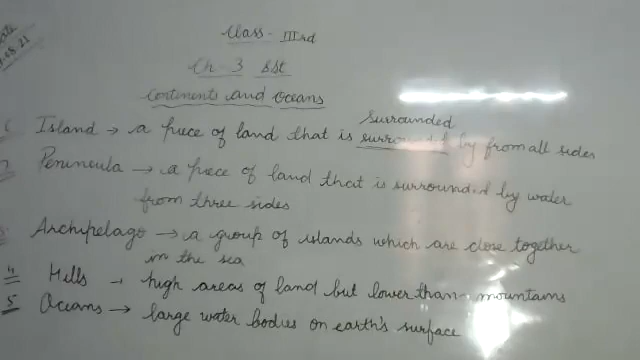 Class - IIIrd
Ch 3 SSt
Continents and Oceans
Surrounded
Island → a piece of land that is surrounded by from all sides
Penincula → a piece of land that is surrounded by water
from three sides
Archipelago → a group of islands which are close together
in the sea
4 Hills → high areas of land but lower than mountains
5 Oceans → large water bodies on earth's surface